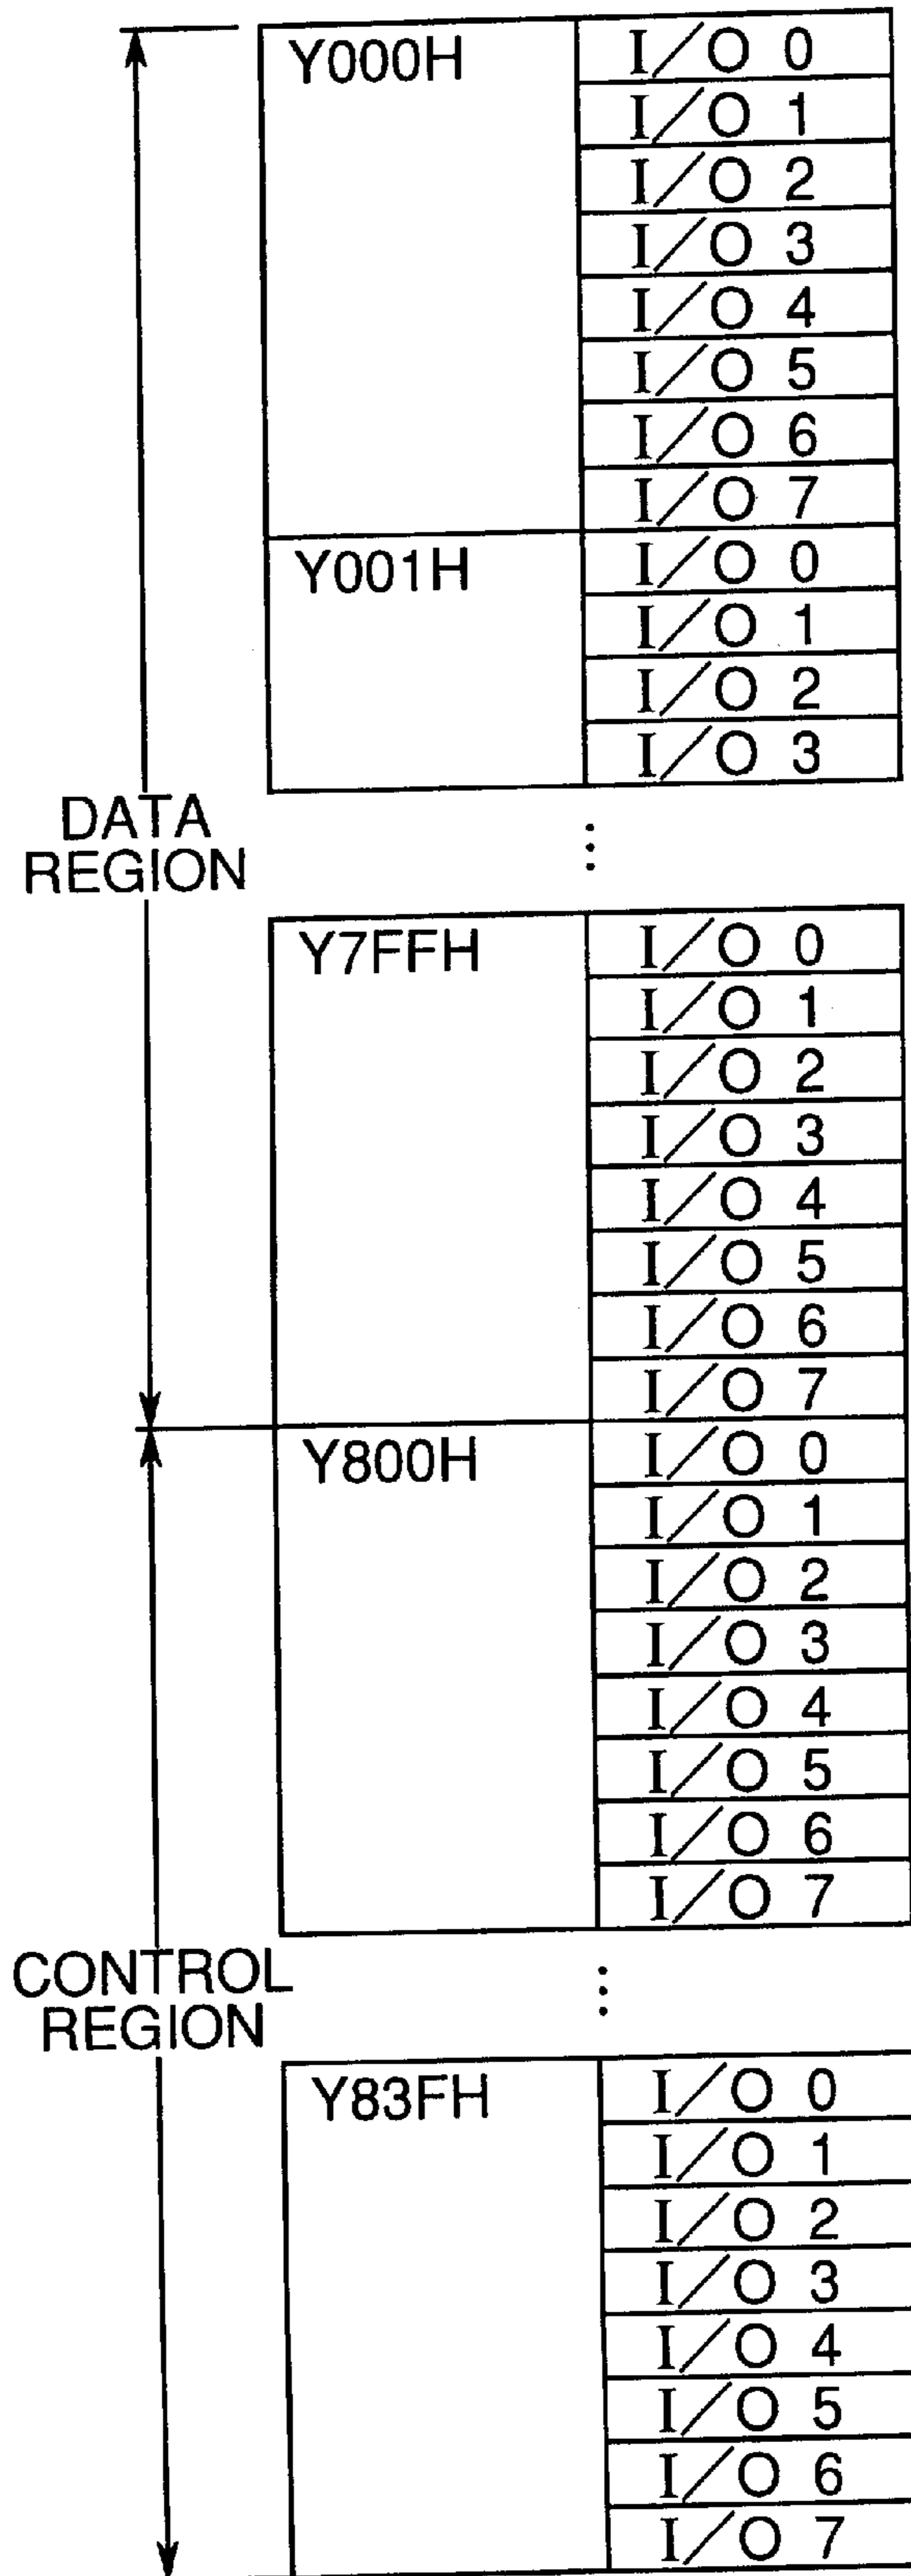 Y000H I/O 0
I/O 1
I/O 2
I/O 3
I/O 4
I/O 5
I/O 6
I/O 7
Y001H I/O 0
I/O 1
I/O 2
I/O 3
DATA
REGION
⋮
Y7FFH I/O 0
I/O 1
I/O 2
I/O 3
I/O 4
I/O 5
I/O 6
I/O 7
Y800H I/O 0
I/O 1
I/O 2
I/O 3
I/O 4
I/O 5
I/O 6
I/O 7
CONTROL
REGION
⋮
Y83FH I/O 0
I/O 1
I/O 2
I/O 3
I/O 4
I/O 5
I/O 6
I/O 7